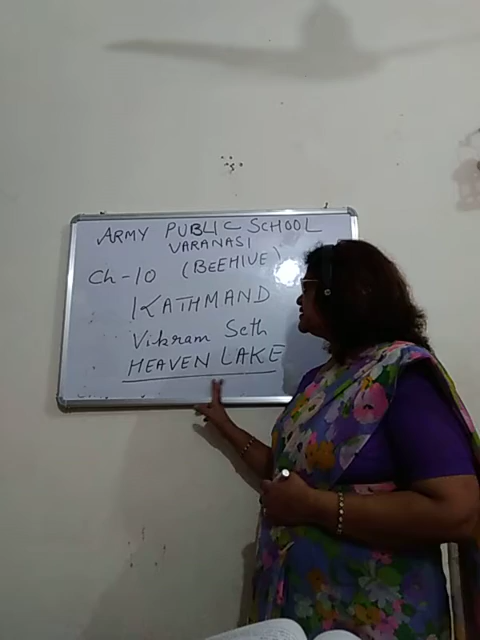 ARMY PUBLIC SCHOOL
VARANASI
Ch-10 (BEEHIVE)
KATHMAND
Vikram Seth
HEAVEN LAKE